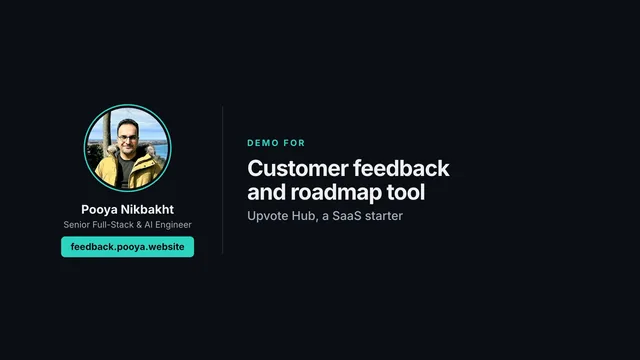 Pooya Nikbakht
Senior Full-Stack & AI Engineer
feedback.pooya.website
DEMO FOR
Customer feedback
and roadmap tool
Upvote Hub, a SaaS starter